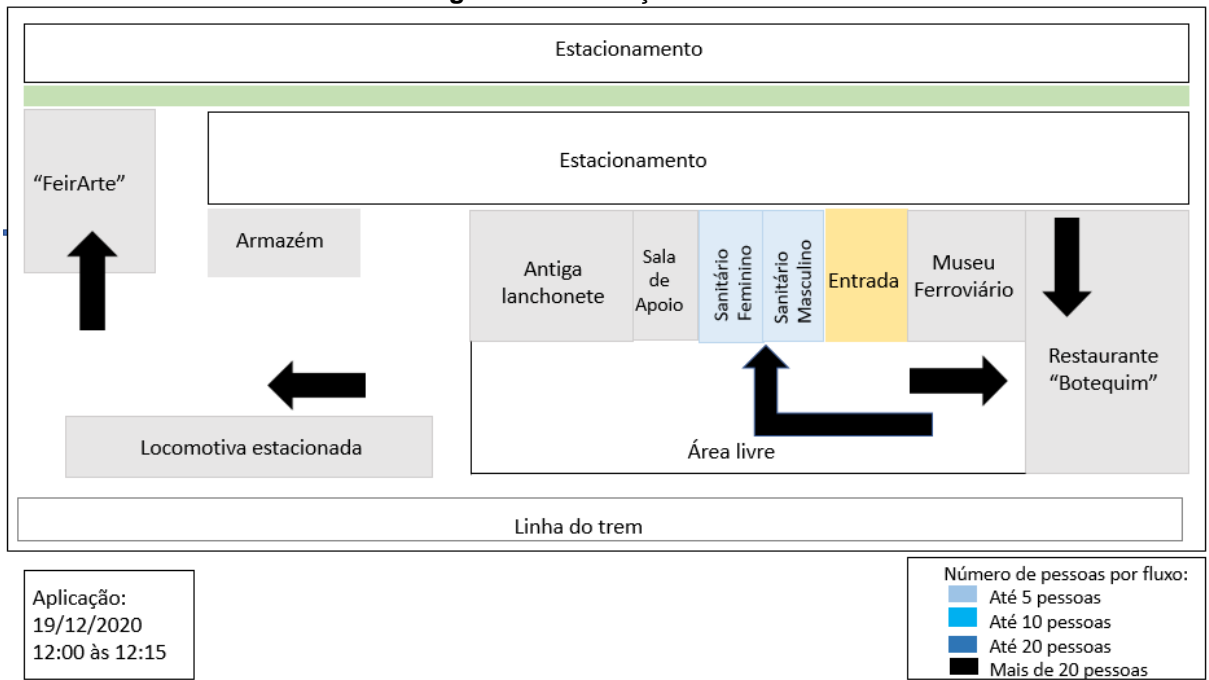 Estacionamento
Estacionamento
“FeirArte”
Armazém
Antiga
lanchonete
Sala
de
Apoio
Sanitário
Feminino
Sanitário
Masculino
Entrada
Museu
Ferroviário
Restaurante
“Botequim”
Locomotiva estacionada
Área livre
Linha do trem
Aplicação:
19/12/2020
12:00 às 12:15
Número de pessoas por fluxo:
Até 5 pessoas
Até 10 pessoas
Até 20 pessoas
Mais de 20 pessoas